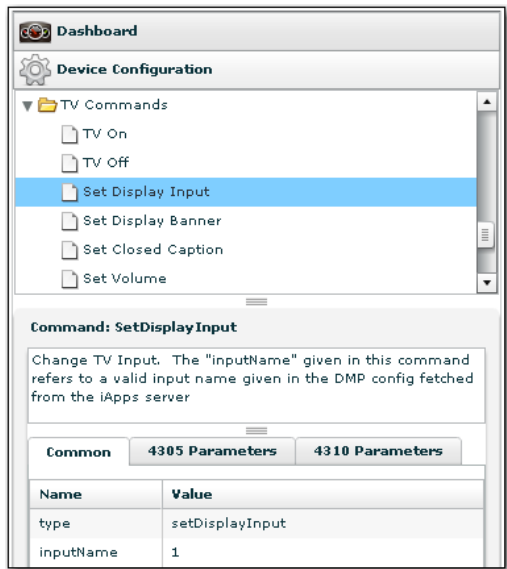 Dashboard
Device Configuration
TV Commands
TV On
TV Off
Set Display Input
Set Display Banner
Set Closed Caption
Set Volume
Command: SetDisplayInput
Change TV Input.  The "inputName" given in this command
refers to a valid input name given in the DMP config fetched
from the iApps server
Common 4305 Parameters 4310 Parameters
Name Value
type setDisplayInput
inputName 1